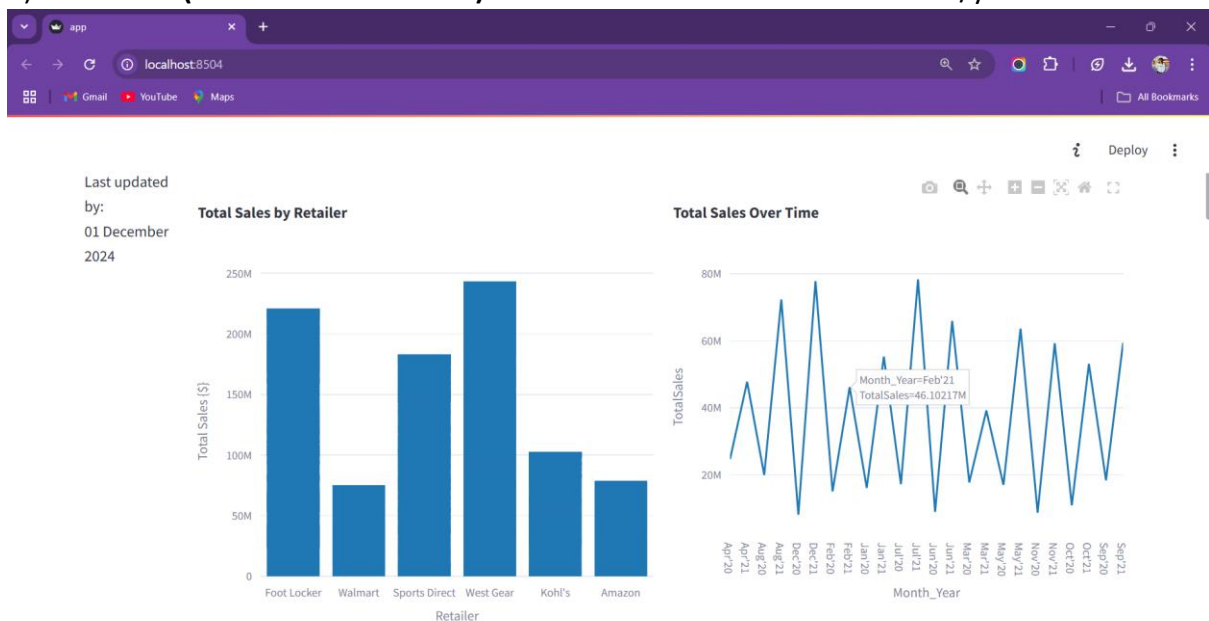 app
localhost:8504
Gmail
YouTube
Maps
All Bookmarks
Deploy
Last updated
by:
01 December
2024
Total Sales by Retailer
250M
200M
150M
100M
50M
0
Total Sales {$}
Foot Locker
Walmart
Sports Direct
West Gear
Kohl's
Amazon
Retailer
Total Sales Over Time
80M
60M
40M
20M
TotalSales
Month_Year=Feb'21
TotalSales=46.10217M
Apr'20
Apr'21
Aug'20
Aug'21
Dec'20
Dec'21
Feb'20
Feb'21
Jan'20
Jan'21
Jul'20
Jul'21
Jun'20
Jun'21
Mar'20
Mar'21
May'20
May'21
Nov'20
Nov'21
Oct'20
Oct'21
Sep'20
Sep'21
Month_Year